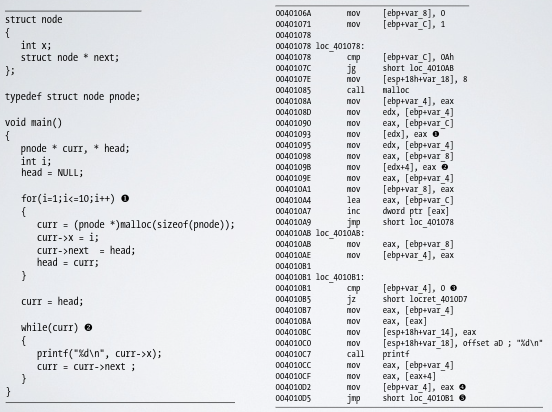 struct node
{
int x;
struct node * next;
};
typedef struct node pnode;
void main()
{
pnode * curr, * head;
int i;
head = NULL;
for(i=1;i<=10;i++) ❶
{
curr = (pnode *)malloc(sizeof(pnode));
curr->x = i;
curr->next = head;
head = curr;
}
curr = head;
while(curr) ❷
{
printf("%d\n", curr->x);
curr = curr->next ;
}
}
0040106A mov [ebp+var_8], 0
00401071 mov [ebp+var_C], 1
00401078
00401078 loc_401078:
00401078 cmp [ebp+var_C], 0Ah
0040107C jg short loc_4010AB
0040107E mov [esp+18h+var_18], 8
00401085 call malloc
0040108A mov [ebp+var_4], eax
0040108D mov edx, [ebp+var_4]
00401090 mov eax, [ebp+var_C]
00401093 mov [edx], eax ❶
00401095 mov edx, [ebp+var_4]
00401098 mov eax, [ebp+var_8]
0040109B mov [edx+4], eax ❷
0040109E mov eax, [ebp+var_4]
004010A1 mov [ebp+var_8], eax
004010A4 lea eax, [ebp+var_C]
004010A7 inc dword ptr [eax]
004010A9 jmp short loc_401078
004010AB loc_4010AB:
004010AB mov eax, [ebp+var_8]
004010AE mov [ebp+var_4], eax
004010B1
004010B1 loc_4010B1:
004010B1 cmp [ebp+var_4], 0 ❸
004010B5 jz short locret_4010D7
004010B7 mov eax, [ebp+var_4]
004010BA mov eax, [eax]
004010BC mov [esp+18h+var_14], eax
004010C0 mov [esp+18h+var_18], offset aD ; "%d\n"
004010C7 call printf
004010CC mov eax, [ebp+var_4]
004010CF mov eax, [eax+4]
004010D2 mov [ebp+var_4], eax ❹
004010D5 jmp short loc_4010B1 ❺